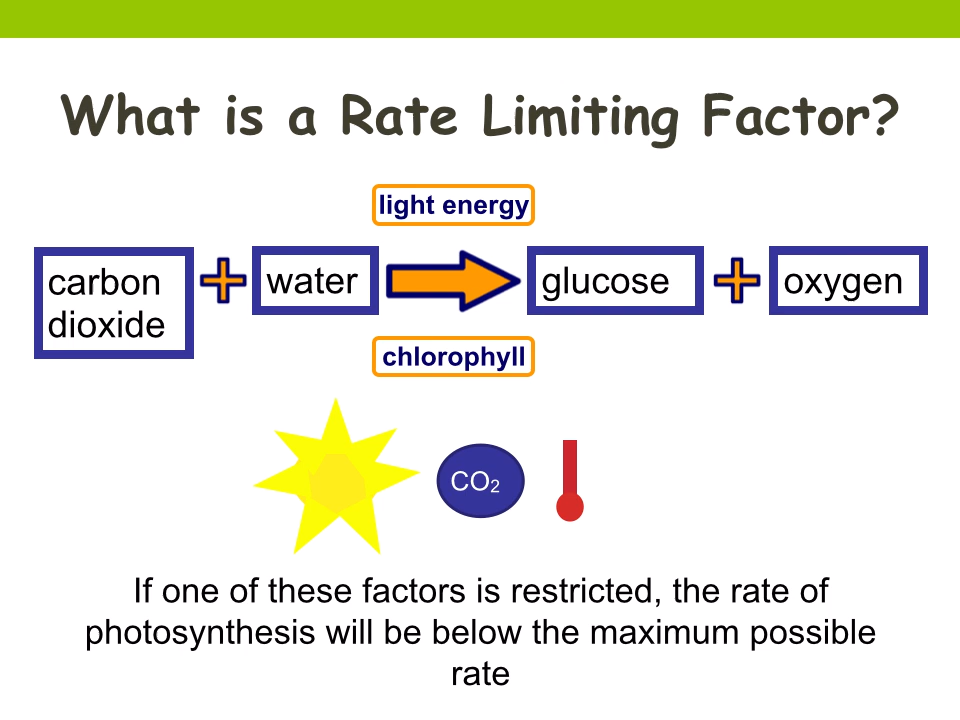 What is a Rate Limiting Factor?
light energy
carbon
dioxide
water
glucose
oxygen
chlorophyll
CO₂
If one of these factors is restricted, the rate of
photosynthesis will be below the maximum possible
rate